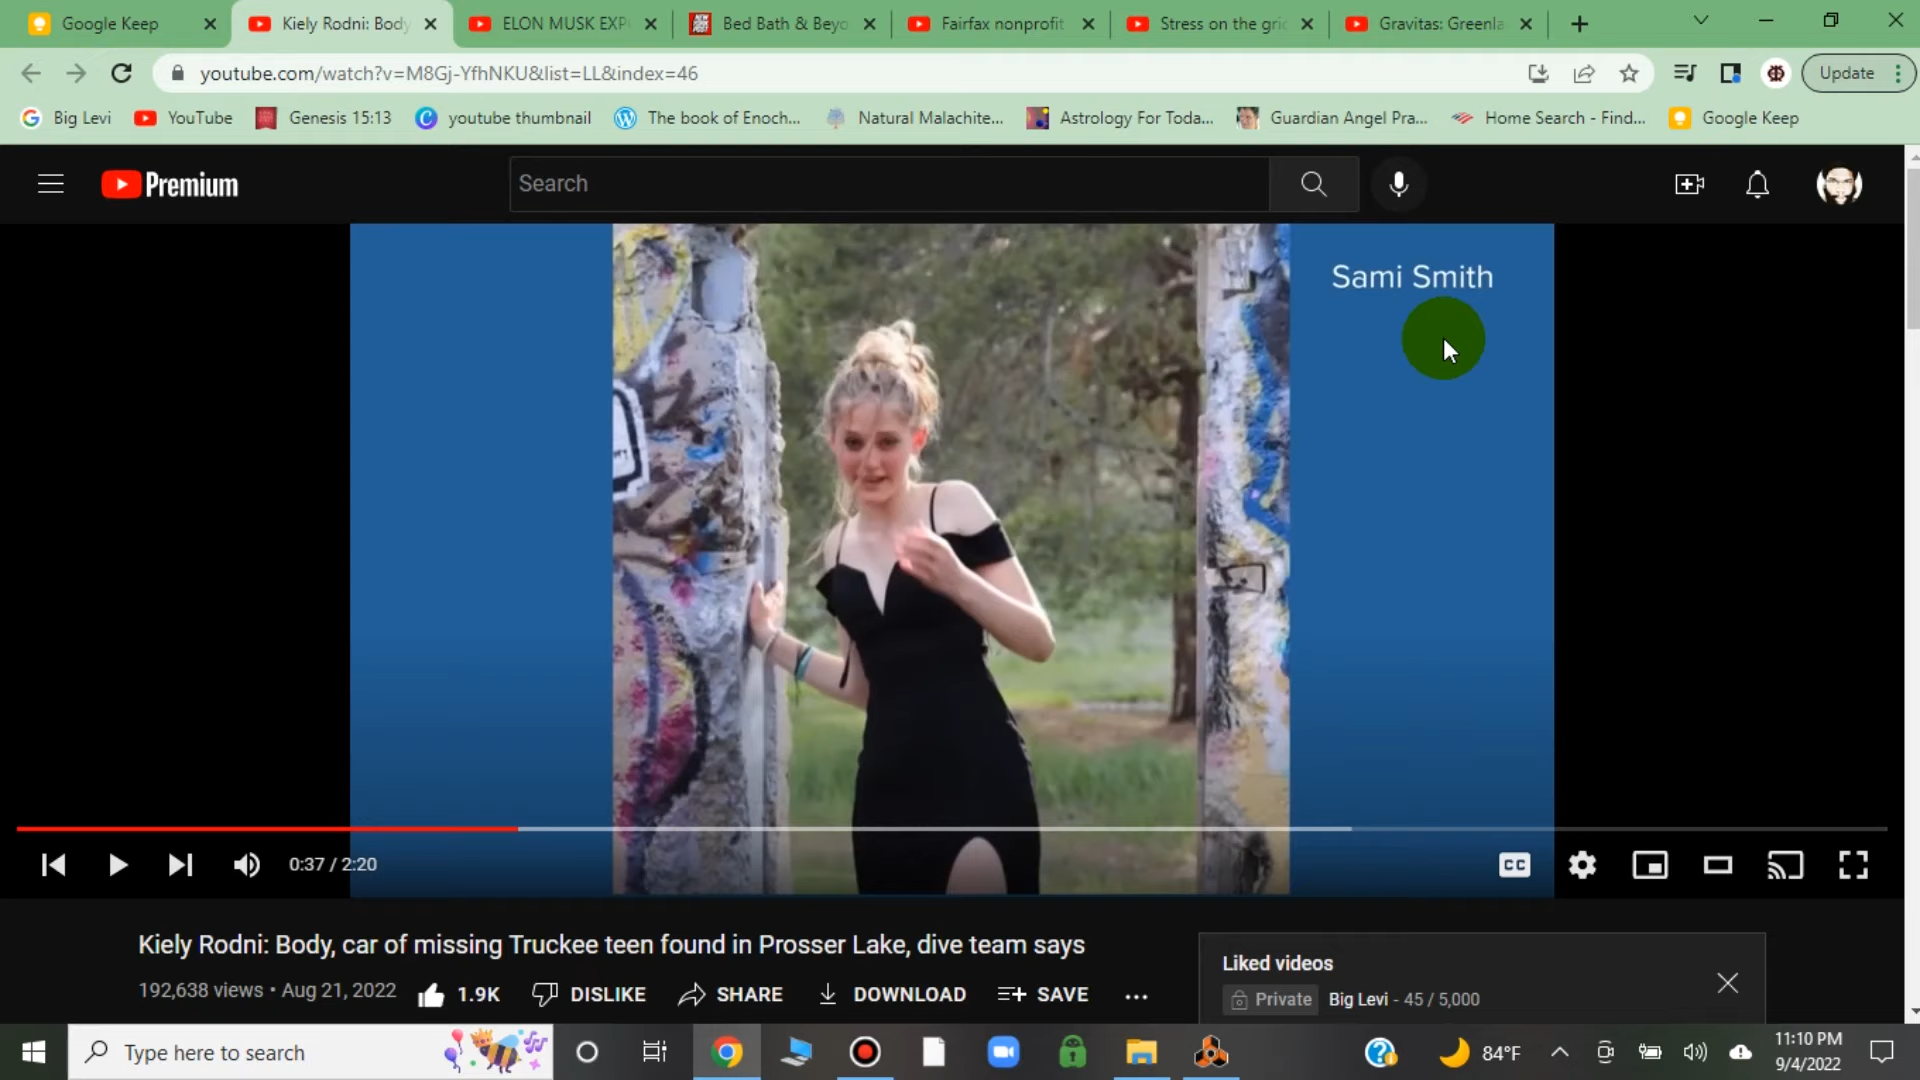 Google Keep
Kiely Rodni: Body
ELON MUSK EXP
Bed Bath & Beyo
Fairfax nonprofit
Stress on the gri
Gravitas: Greenla
youtube.com/watch?v=M8Gj-YfhNKU&list=LL&index=46
Update
Big Levi
YouTube
Genesis 15:13
youtube thumbnail
The book of Enoch...
Natural Malachite...
Astrology For Toda...
Guardian Angel Pra...
Home Search - Find...
Google Keep
Premium
Search
Sami Smith
0:37 / 2:20
CC
Kiely Rodni: Body, car of missing Truckee teen found in Prosser Lake, dive team says
192,638 views • Aug 21, 2022
1.9K
DISLIKE
SHARE
DOWNLOAD
SAVE
Liked videos
Private
Big Levi - 45 / 5,000
Type here to search
84°F
11:10 PM
9/4/2022